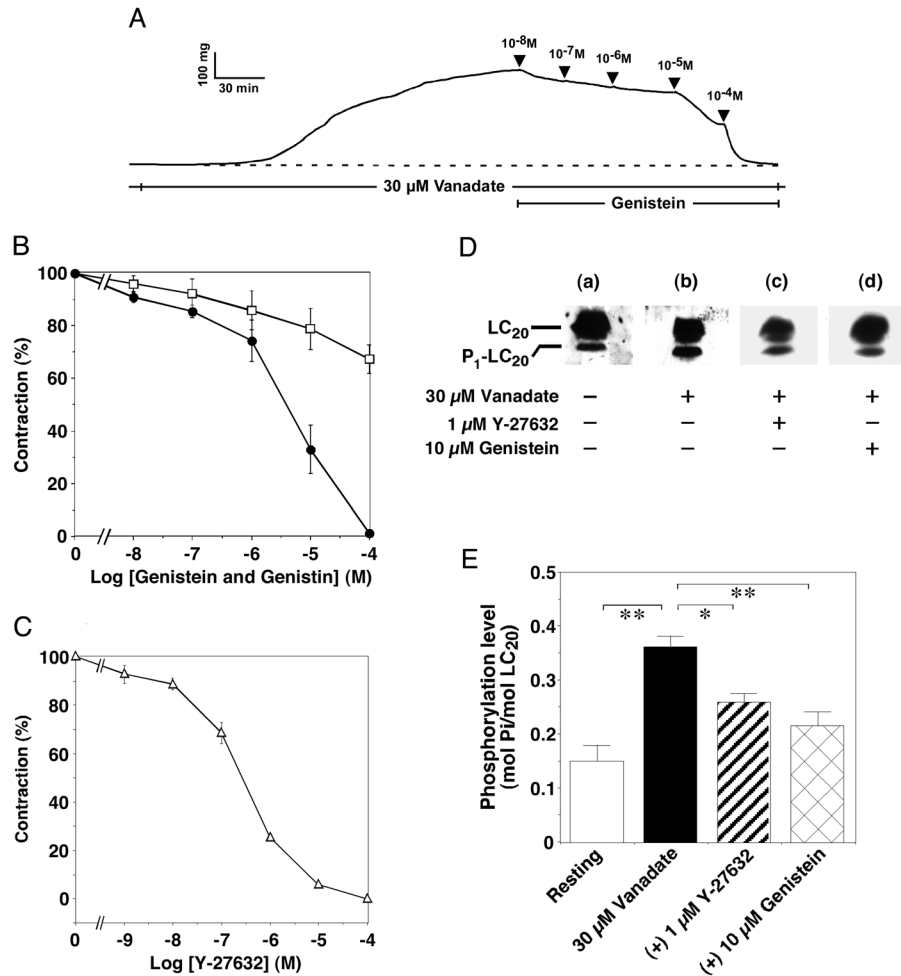 A
100 mg
30 min
10-8M
10-7M
10-6M
10-5M
10-4M
30 µM Vanadate
Genistein
B
Contraction (%)
100
80
60
40
20
0
0 -8 -7 -6 -5 -4
Log [Genistein and Genistin] (M)
C
Contraction (%)
100
80
60
40
20
0
0 -9 -8 -7 -6 -5 -4
Log [Y-27632] (M)
D
(a) (b) (c) (d)
LC20
P1-LC20
30 µM Vanadate − + + +
1 µM Y-27632 − − + −
10 µM Genistein − − − +
E
Phosphorylation level
(mol Pi/mol LC20)
0.5
0.4
0.3
0.2
0.1
0
** * **
Resting
30 µM Vanadate
(+) 1 µM Y-27632
(+) 10 µM Genistein